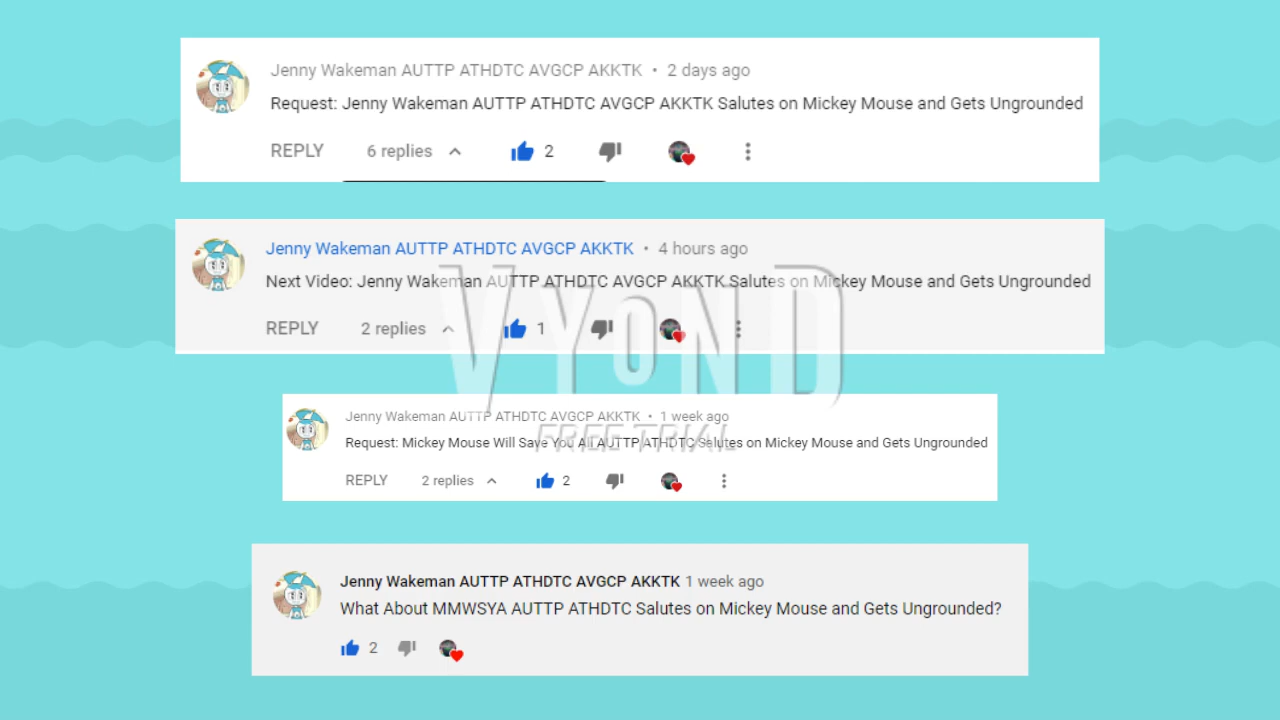 Jenny Wakeman AUTTP ATHDTC AVGCP AKKTK • 2 days ago
Request: Jenny Wakeman AUTTP ATHDTC AVGCP AKKTK Salutes on Mickey Mouse and Gets Ungrounded
REPLY 6 replies 2
Jenny Wakeman AUTTP ATHDTC AVGCP AKKTK • 4 hours ago
Next Video: Jenny Wakeman AUTTP ATHDTC AVGCP AKKTK Salutes on Mickey Mouse and Gets Ungrounded
REPLY 2 replies 1
VYOND
FREE TRIAL
Jenny Wakeman AUTTP ATHDTC AVGCP AKKTK • 1 week ago
Request: Mickey Mouse Will Save You All AUTTP ATHDTC Salutes on Mickey Mouse and Gets Ungrounded
REPLY 2 replies 2
Jenny Wakeman AUTTP ATHDTC AVGCP AKKTK 1 week ago
What About MMWSYA AUTTP ATHDTC Salutes on Mickey Mouse and Gets Ungrounded?
2